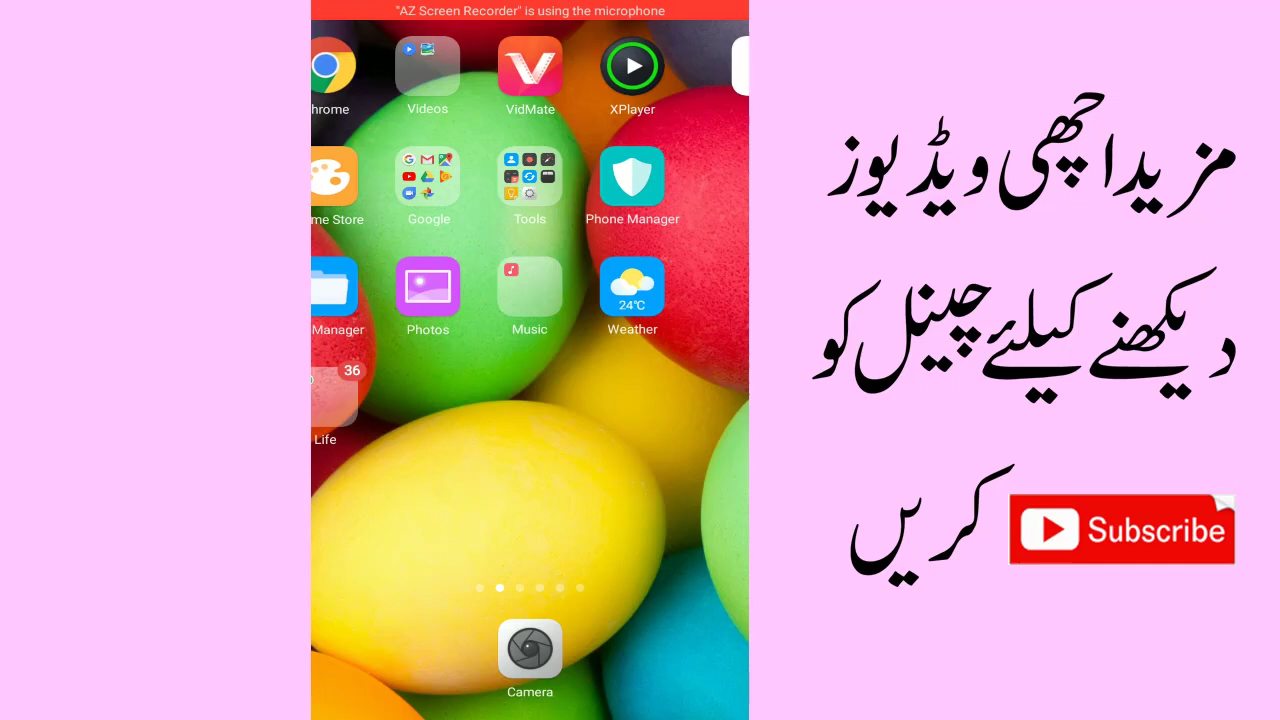 "AZ Screen Recorder" is using the microphone
hrome
Videos
VidMate
XPlayer
me Store
Google
Tools
Phone Manager
Manager
Photos
Music
24℃
Weather
36
Life
Camera
مزید اچھی ویڈیوز
دیکھنے کیلئے چینل کو
Subscribe کریں